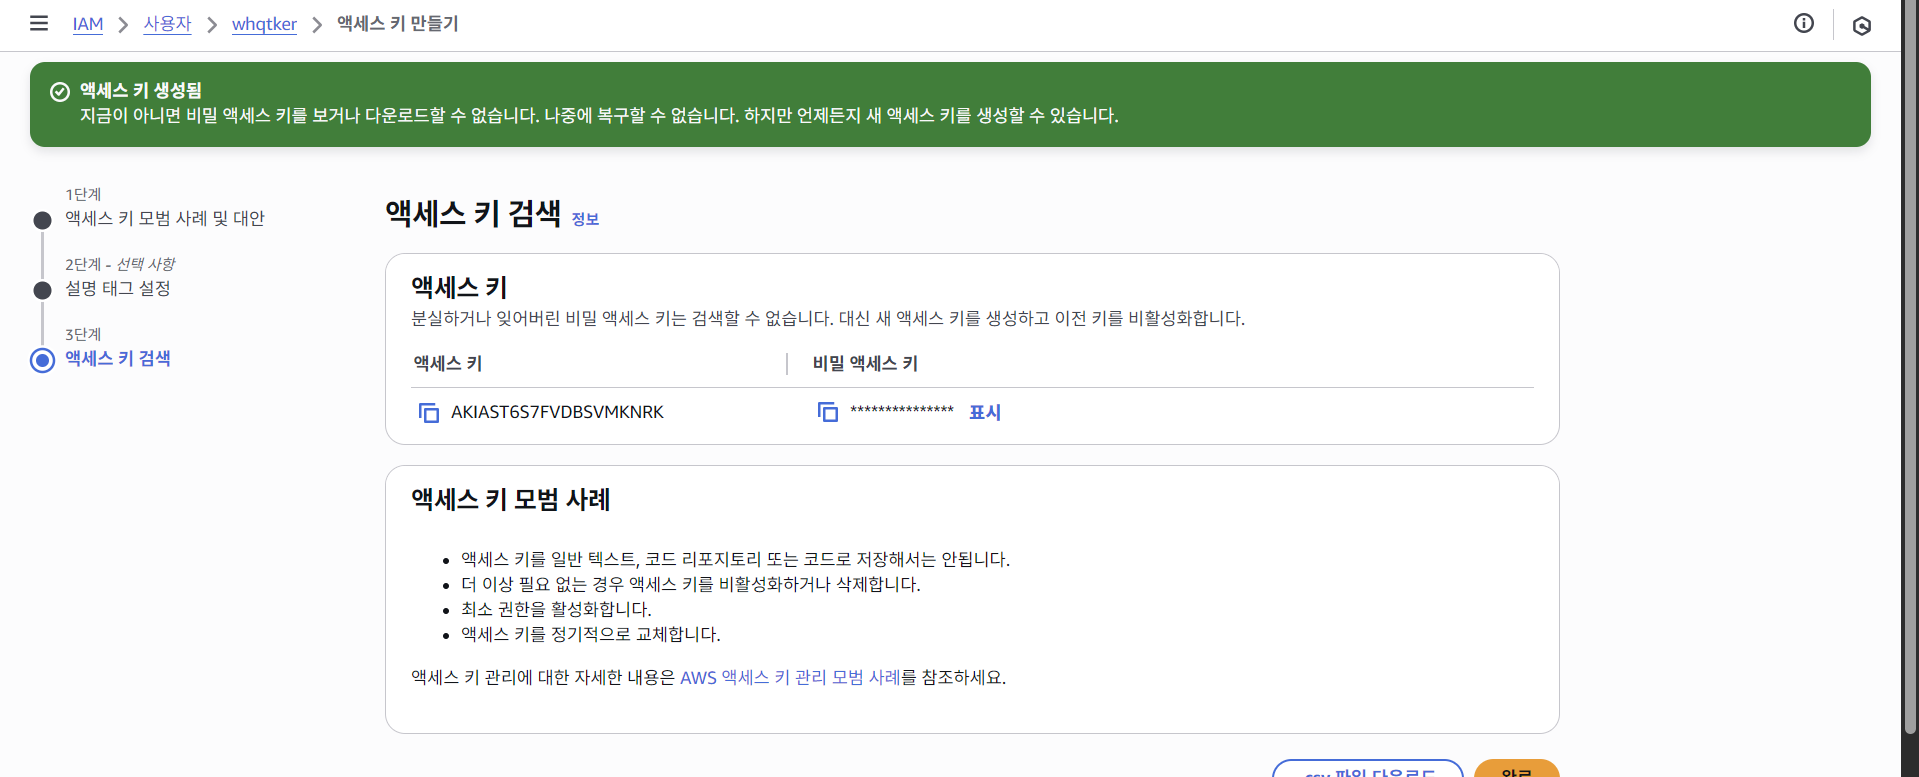 IAM > 사용자 > whqtker > 액세스 키 만들기
액세스 키 생성됨
지금이 아니면 비밀 액세스 키를 보거나 다운로드할 수 없습니다. 나중에 복구할 수 없습니다. 하지만 언제든지 새 액세스 키를 생성할 수 있습니다.
1단계
액세스 키 모범 사례 및 대안
2단계 - 선택 사항
설명 태그 설정
3단계
액세스 키 검색
액세스 키 검색 정보
액세스 키
분실하거나 잊어버린 비밀 액세스 키는 검색할 수 없습니다. 대신 새 액세스 키를 생성하고 이전 키를 비활성화합니다.
액세스 키 비밀 액세스 키
AKIAST6S7FVDBSVMKNRK *************** 표시
액세스 키 모범 사례
• 액세스 키를 일반 텍스트, 코드 리포지토리 또는 코드로 저장해서는 안됩니다.
• 더 이상 필요 없는 경우 액세스 키를 비활성화하거나 삭제합니다.
• 최소 권한을 활성화합니다.
• 액세스 키를 정기적으로 교체합니다.
액세스 키 관리에 대한 자세한 내용은 AWS 액세스 키 관리 모범 사례를 참조하세요.
.csv 파일 다운로드 완료